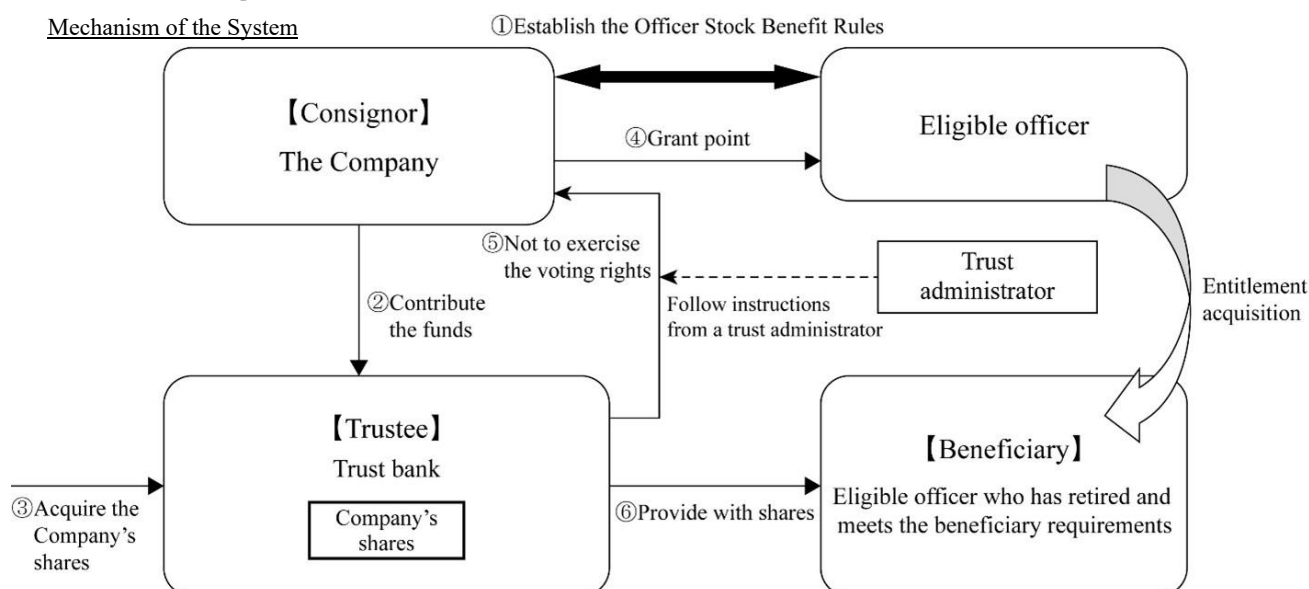 Mechanism of the System
①Establish the Officer Stock Benefit Rules
【Consignor】
The Company
④Grant point
Eligible officer
⑤Not to exercise
the voting rights
②Contribute
the funds
Follow instructions
from a trust administrator
Trust
administrator
Entitlement
acquisition
③Acquire the
Company’s
shares
【Trustee】
Trust bank
Company’s
shares
⑥Provide with shares
【Beneficiary】
Eligible officer who has retired and
meets the beneficiary requirements